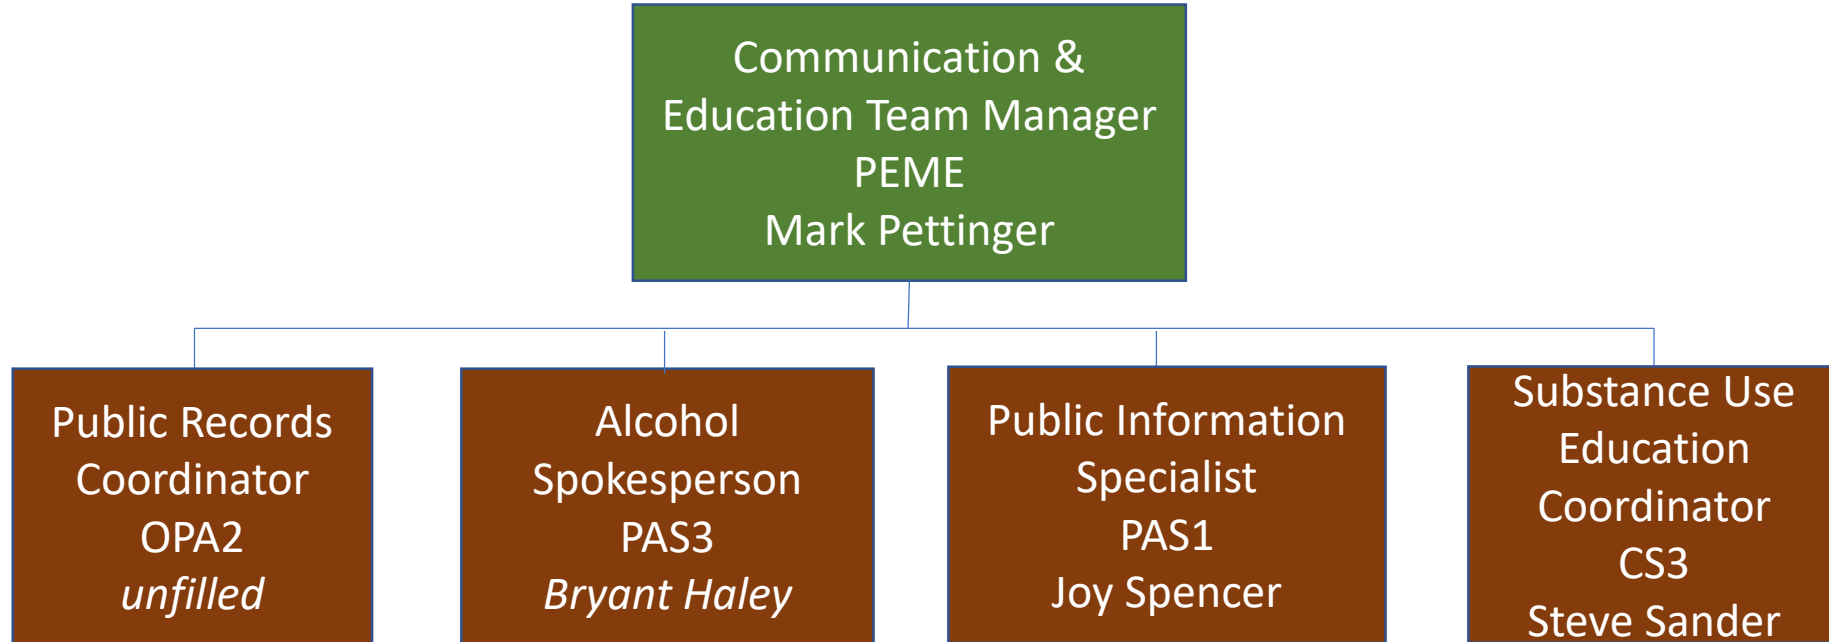 Communication &
Education Team Manager
PEME
Mark Pettinger
Public Records
Coordinator
OPA2
unfilled
Alcohol
Spokesperson
PAS3
Bryant Haley
Public Information
Specialist
PAS1
Joy Spencer
Substance Use
Education
Coordinator
CS3
Steve Sander